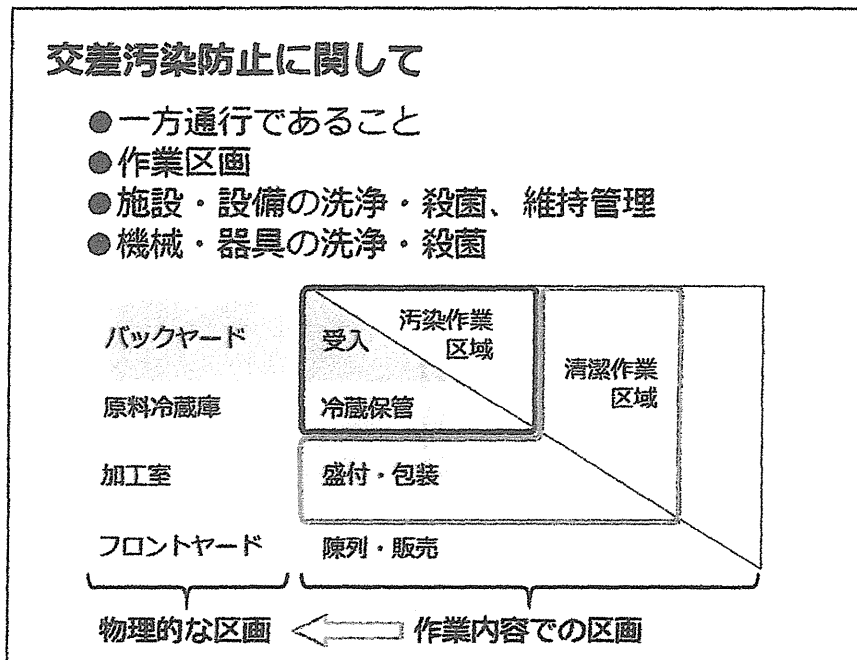 交差汚染防止に関して
●一方通行であること
●作業区画
●施設・設備の洗浄・殺菌、維持管理
●機械・器具の洗浄・殺菌
バックヤード
受入
汚染作業
区域
清潔作業
区域
原料冷蔵庫
冷蔵保管
加工室
盛付・包装
フロントヤード
陳列・販売
物理的な区画
作業内容での区画